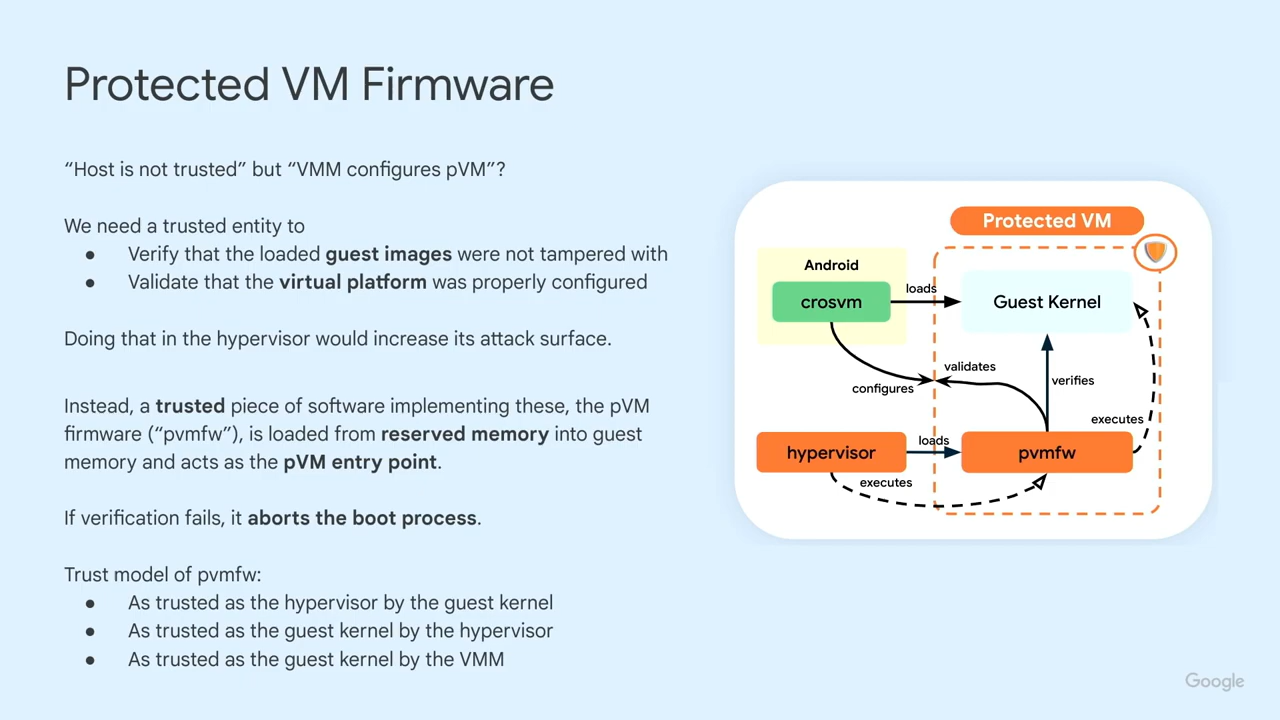 Protected VM Firmware
“Host is not trusted” but “VMM configures pVM”?
We need a trusted entity to
● Verify that the loaded guest images were not tampered with
● Validate that the virtual platform was properly configured
Doing that in the hypervisor would increase its attack surface.
Instead, a trusted piece of software implementing these, the pVM
firmware (“pvmfw”), is loaded from reserved memory into guest
memory and acts as the pVM entry point.
If verification fails, it aborts the boot process.
Trust model of pvmfw:
● As trusted as the hypervisor by the guest kernel
● As trusted as the guest kernel by the hypervisor
● As trusted as the guest kernel by the VMM
Protected VM
Android
crosvm
loads
Guest Kernel
configures
validates
verifies
executes
hypervisor
loads
pvmfw
executes
Google